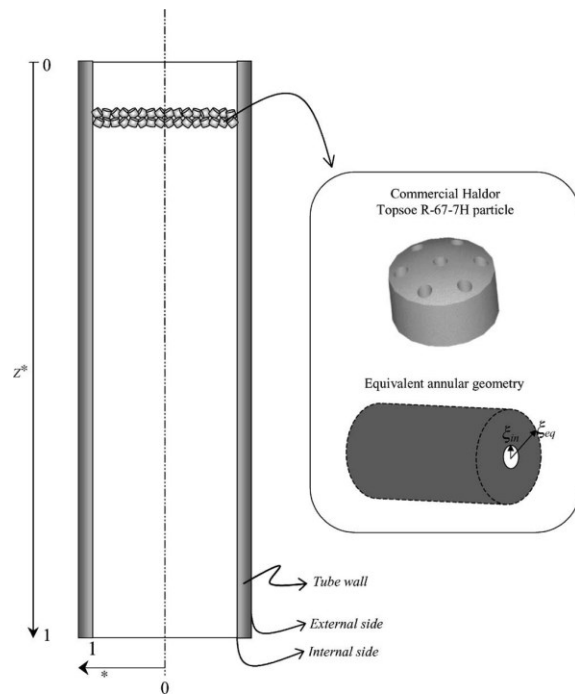 0
Commercial Haldor
Topsoe R-67-7H particle
Equivalent annular geometry
ξin
ξeq
z*
Tube wall
External side
Internal side
1
1
*
0